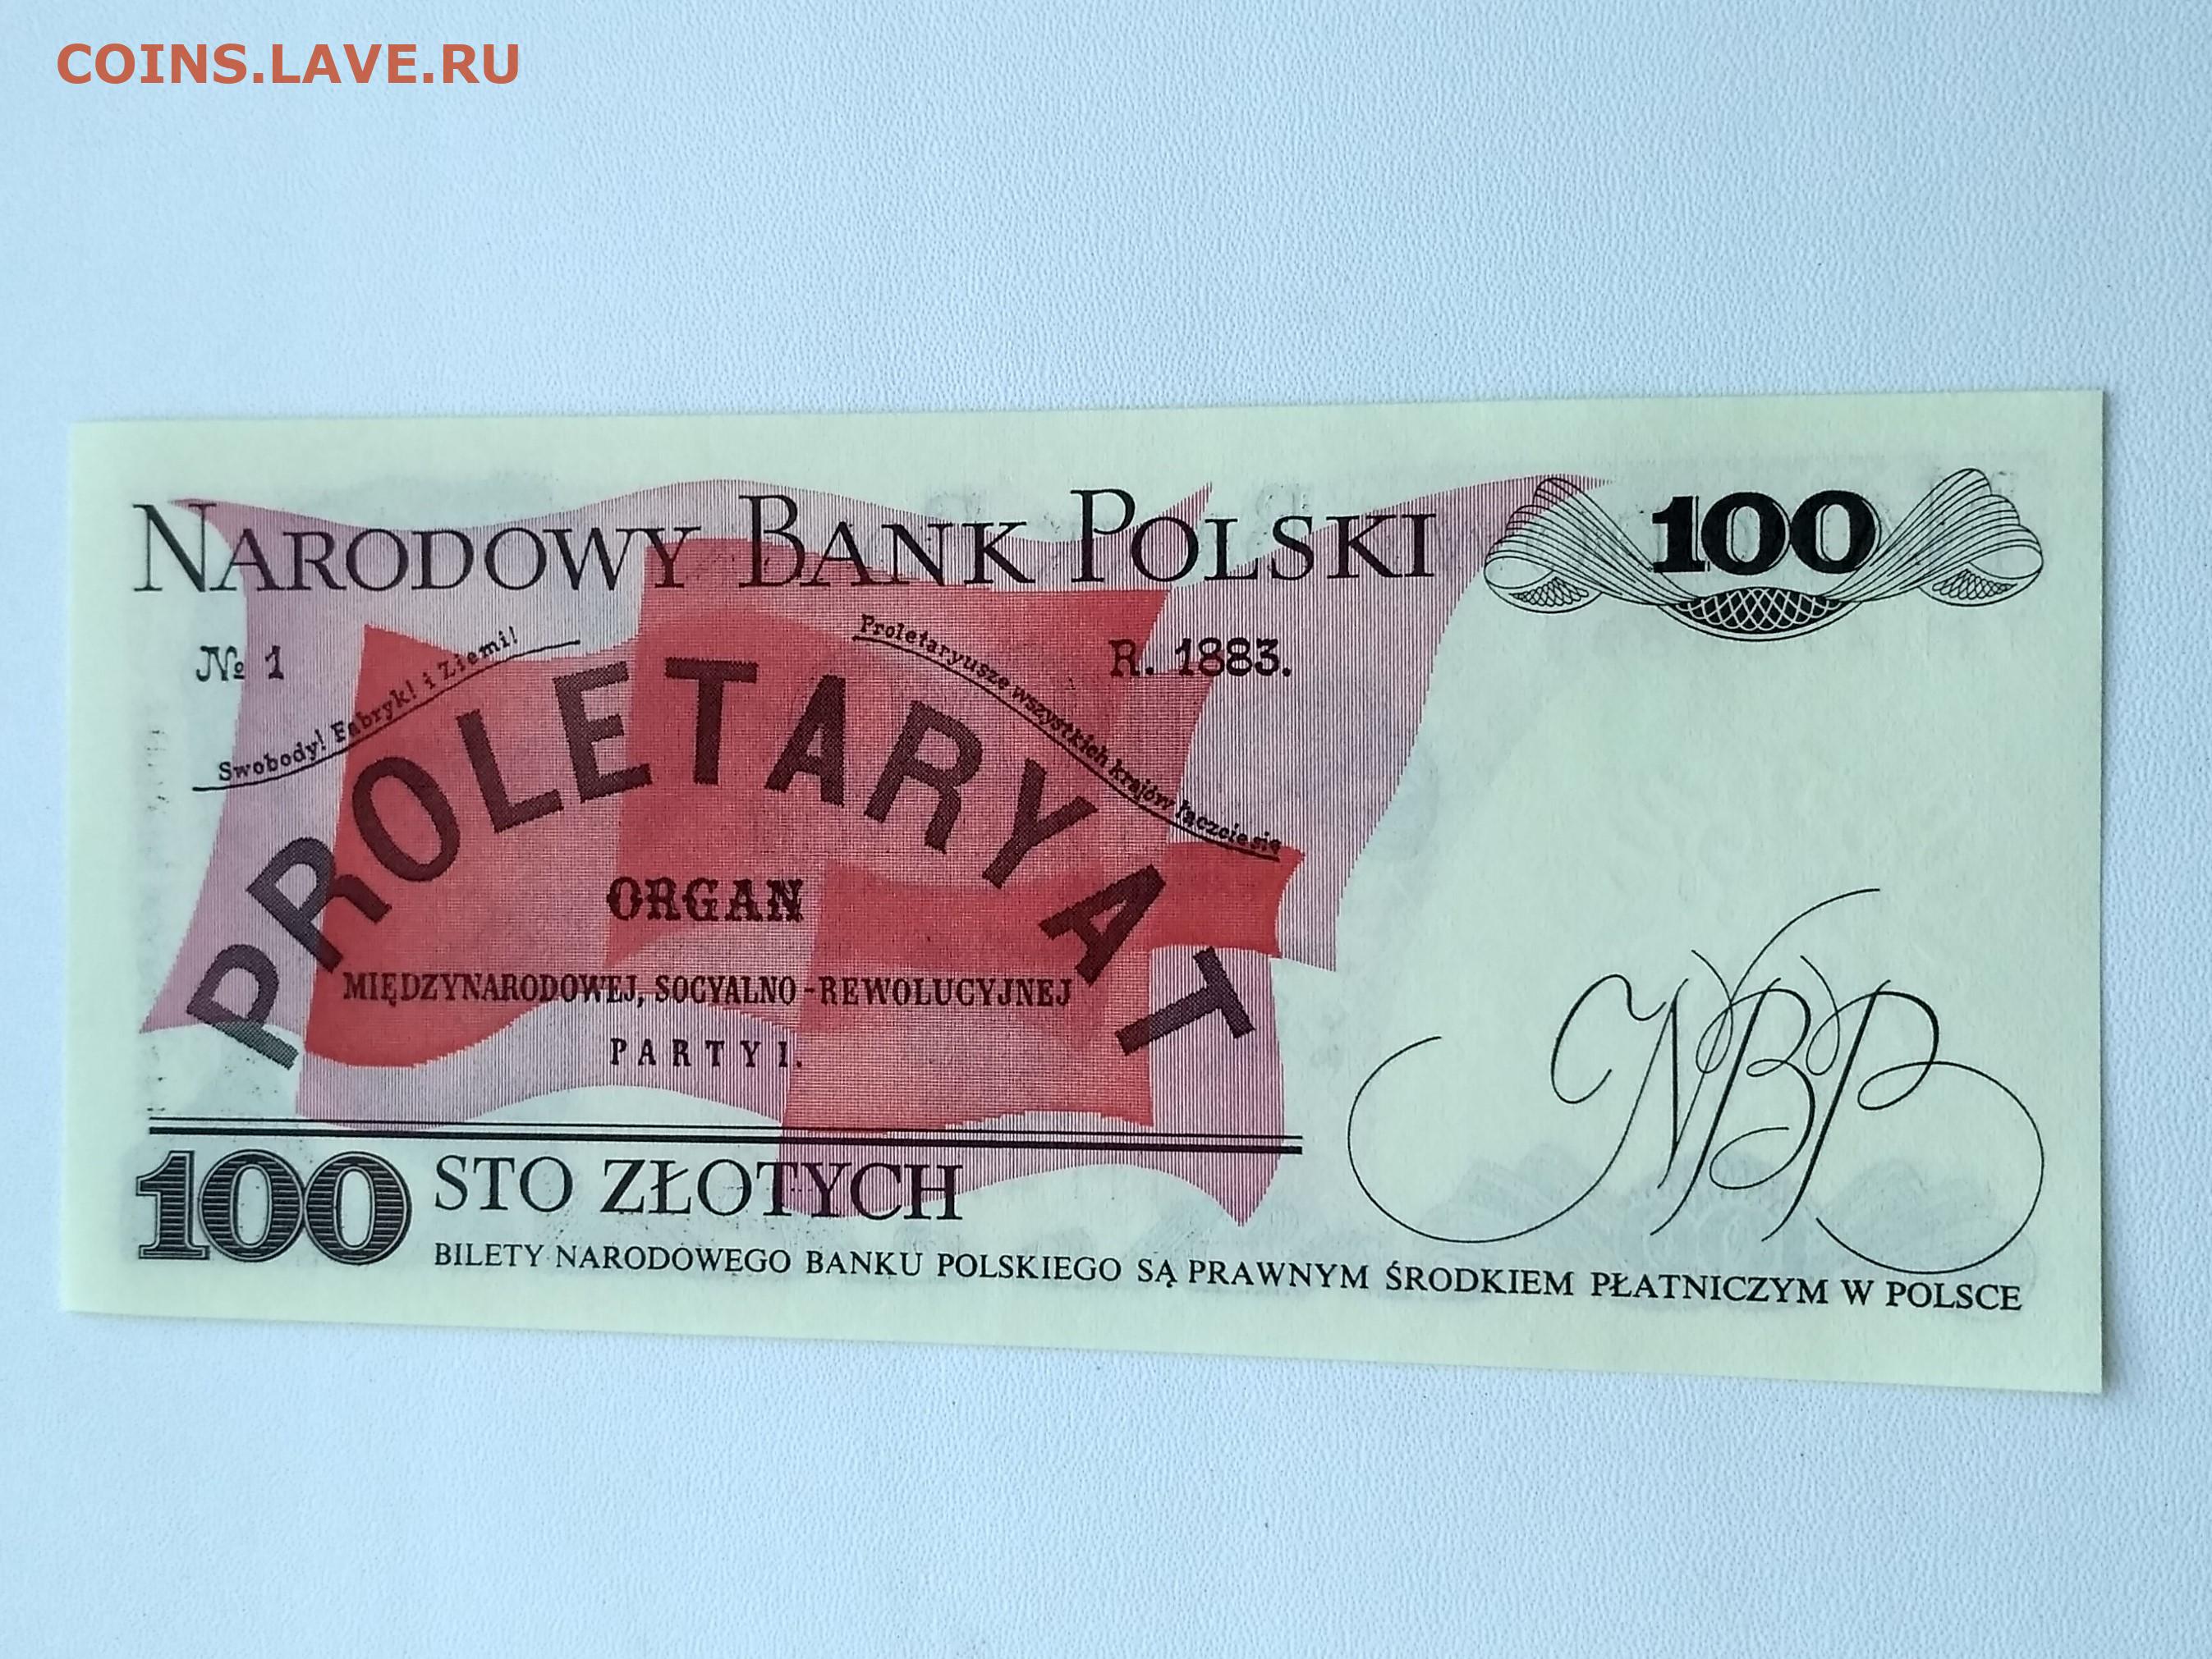 COINS.LAVE.RU
NARODOWY BANK POLSKI
100
№ 1
Swobody! Fabryk! i Ziemi!
Proletaryusze wszystkich krajów łączcie się
R. 1883.
PROLETARYAT
ORGAN
MIĘDZYNARODOWEJ, SOCYALNO-REWOLUCYJNEJ
PARTYI.
NBP
100 STO ZŁOTYCH
BILETY NARODOWEGO BANKU POLSKIEGO SĄ PRAWNYM ŚRODKIEM PŁATNICZYM W POLSCE